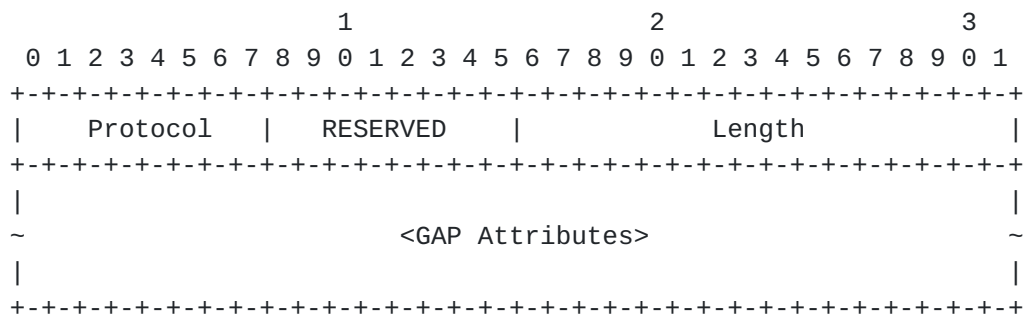 1                   2                   3
 0 1 2 3 4 5 6 7 8 9 0 1 2 3 4 5 6 7 8 9 0 1 2 3 4 5 6 7 8 9 0 1
+-+-+-+-+-+-+-+-+-+-+-+-+-+-+-+-+-+-+-+-+-+-+-+-+-+-+-+-+-+-+-+-+
|    Protocol   |   RESERVED    |            Length             |
+-+-+-+-+-+-+-+-+-+-+-+-+-+-+-+-+-+-+-+-+-+-+-+-+-+-+-+-+-+-+-+-+
|                                                               |
~                        <GAP Attributes>                       ~
|                                                               |
+-+-+-+-+-+-+-+-+-+-+-+-+-+-+-+-+-+-+-+-+-+-+-+-+-+-+-+-+-+-+-+-+